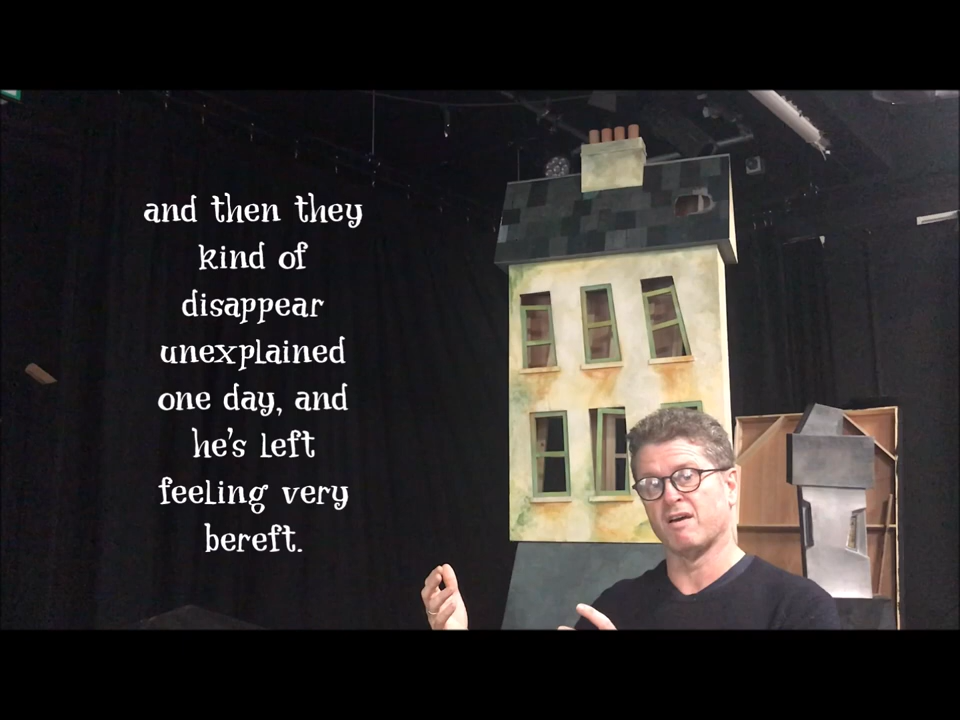 and then they
kind of
disappear
unexplained
one day, and
he's left
feeling very
bereft.